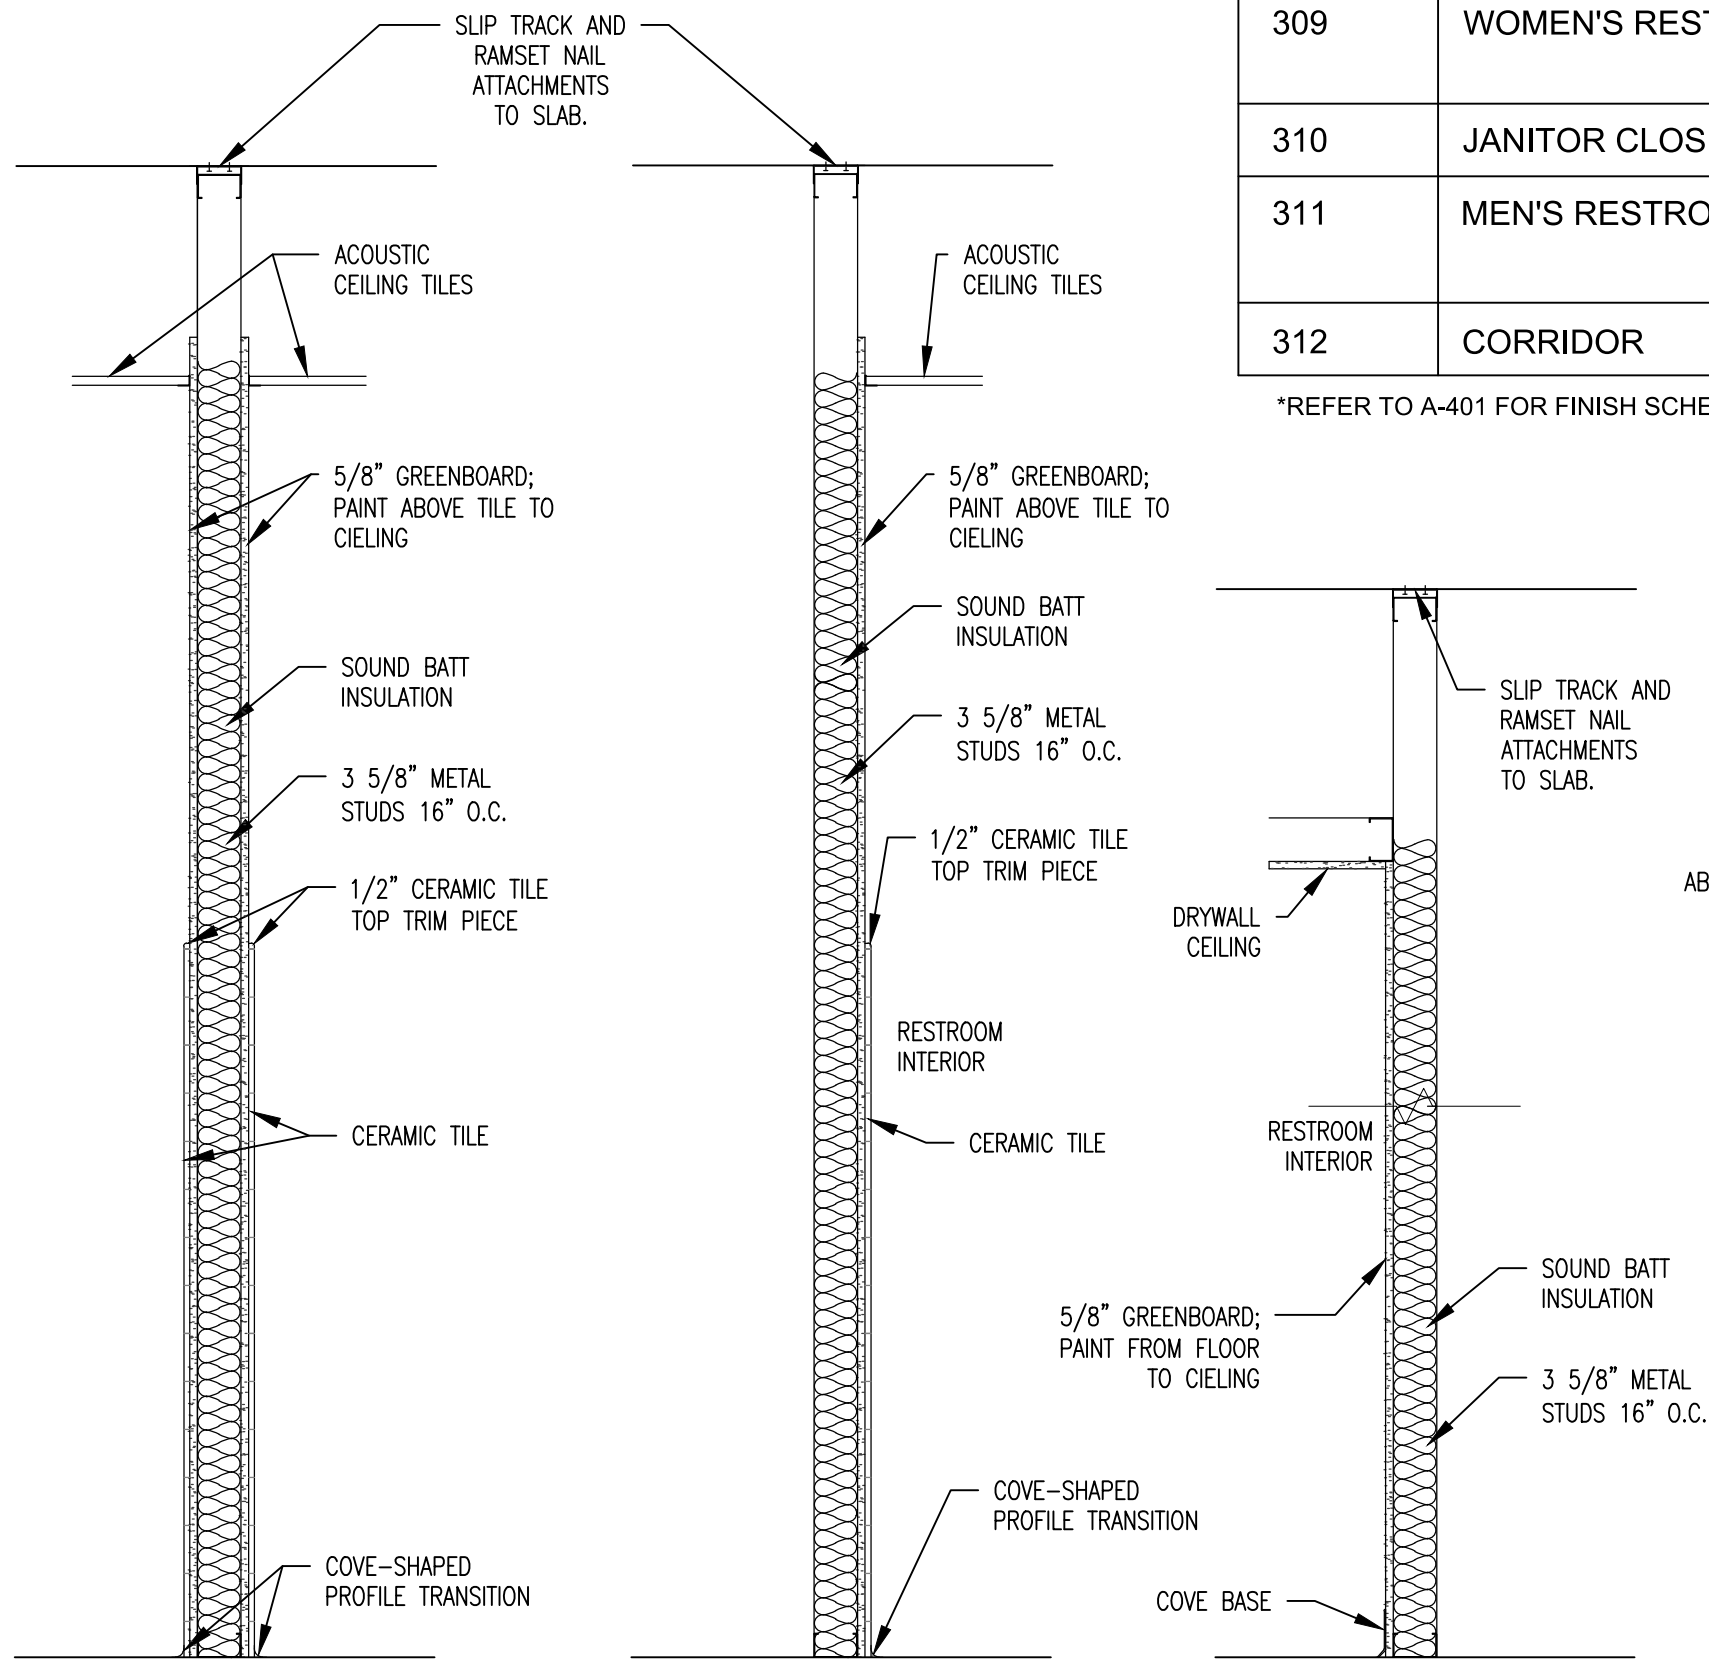 SLIP TRACK AND
RAMSET NAIL
ATTACHMENTS
TO SLAB.
ACOUSTIC
CEILING TILES
5/8" GREENBOARD;
PAINT ABOVE TILE TO
CIELING
SOUND BATT
INSULATION
3 5/8" METAL
STUDS 16" O.C.
1/2" CERAMIC TILE
TOP TRIM PIECE
CERAMIC TILE
COVE-SHAPED
PROFILE TRANSITION
ACOUSTIC
CEILING TILES
5/8" GREENBOARD;
PAINT ABOVE TILE TO
CIELING
SOUND BATT
INSULATION
3 5/8" METAL
STUDS 16" O.C.
1/2" CERAMIC TILE
TOP TRIM PIECE
RESTROOM
INTERIOR
CERAMIC TILE
COVE-SHAPED
PROFILE TRANSITION
309 WOMEN'S REST
310 JANITOR CLOS
311 MEN'S RESTRO
312 CORRIDOR
*REFER TO A-401 FOR FINISH SCHE
SLIP TRACK AND
RAMSET NAIL
ATTACHMENTS
TO SLAB.
AB
DRYWALL
CEILING
RESTROOM
INTERIOR
5/8" GREENBOARD;
PAINT FROM FLOOR
TO CIELING
SOUND BATT
INSULATION
3 5/8" METAL
STUDS 16" O.C.
COVE BASE